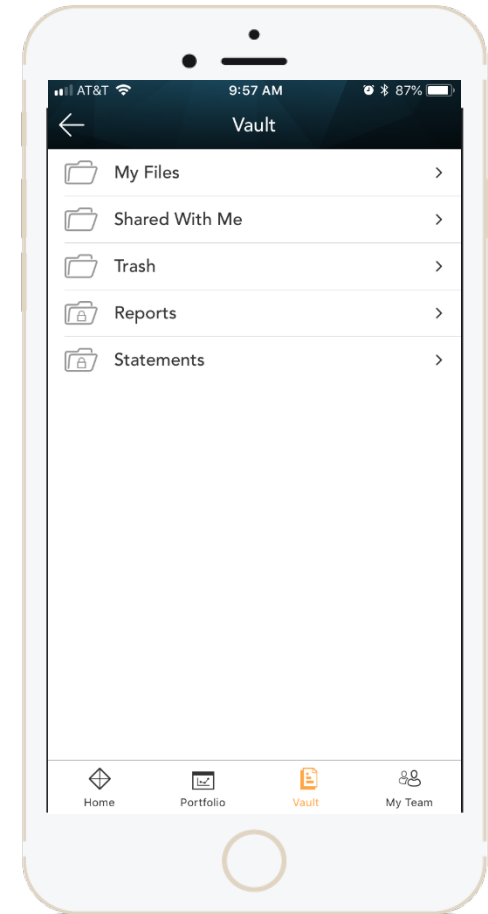 AT&T 9:57 AM 87%
Vault
My Files
Shared With Me
Trash
Reports
Statements
Home Portfolio Vault My Team